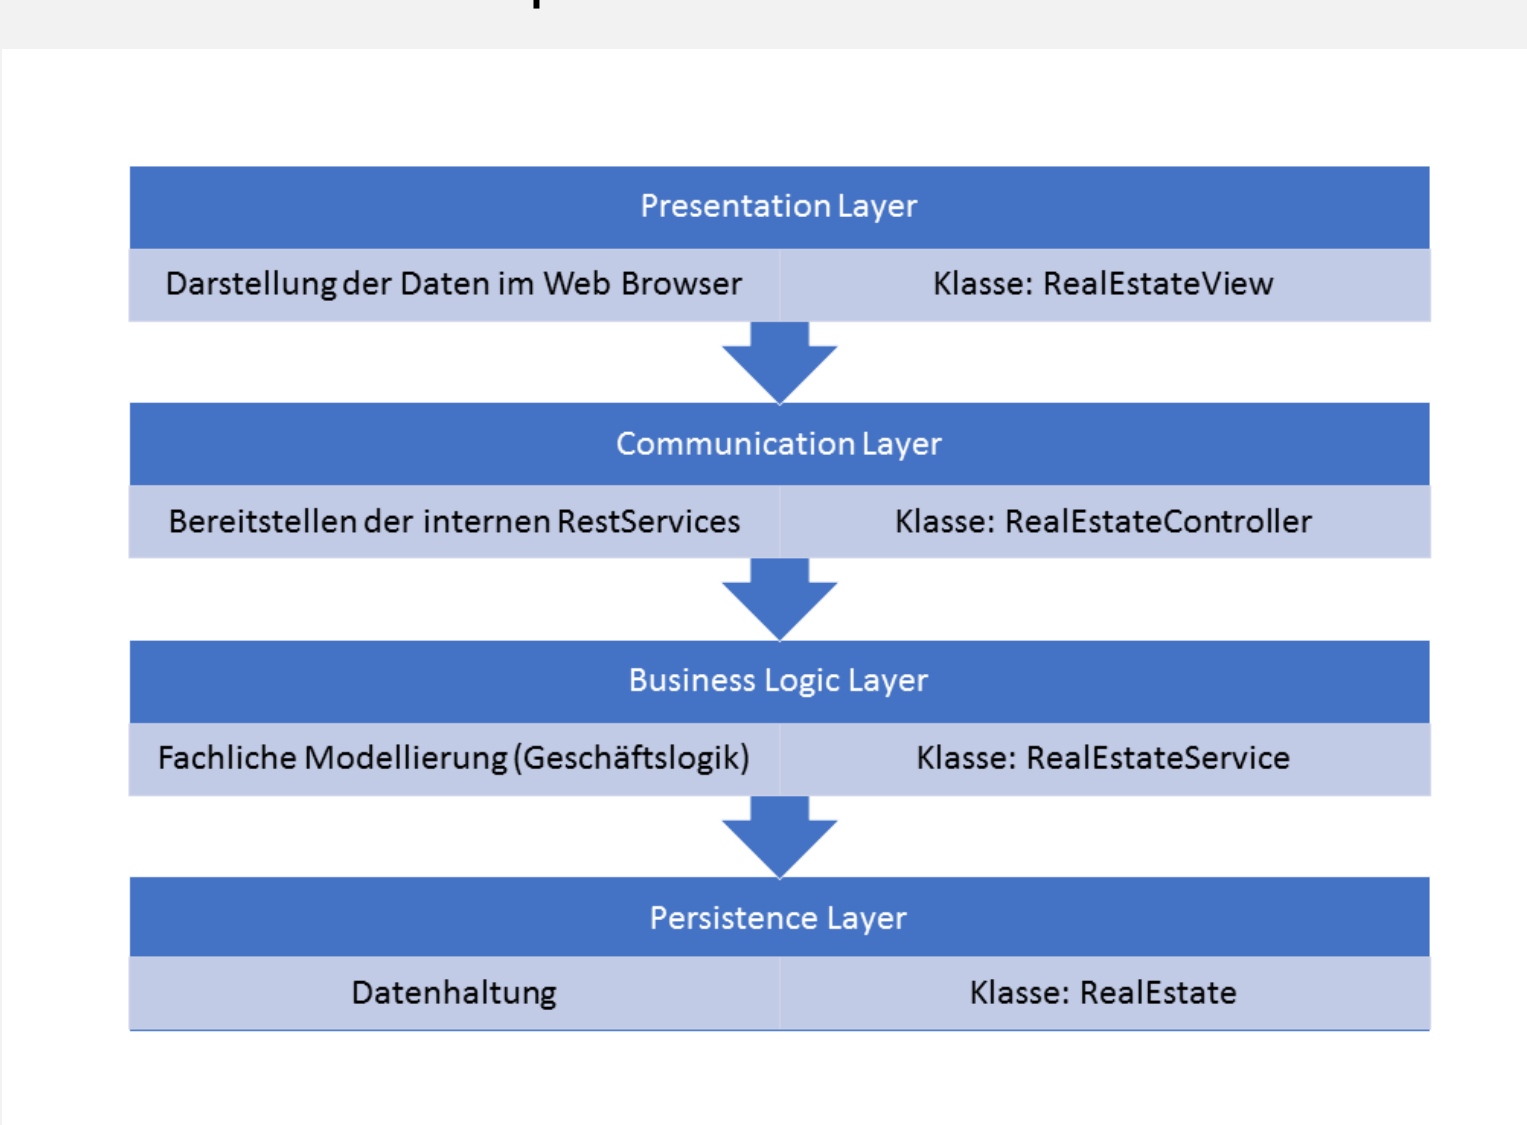 Presentation Layer
Darstellung der Daten im Web Browser
Klasse: RealEstateView
Communication Layer
Bereitstellen der internen RestServices
Klasse: RealEstateController
Business Logic Layer
Fachliche Modellierung (Geschäftslogik)
Klasse: RealEstateService
Persistence Layer
Datenhaltung
Klasse: RealEstate